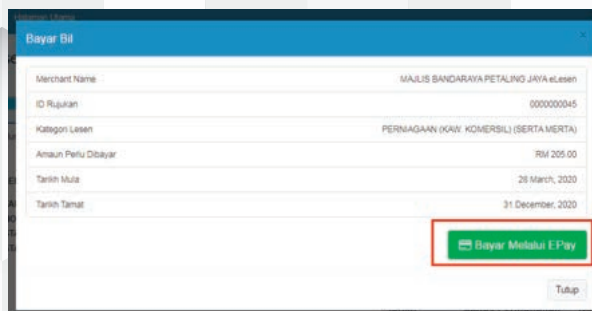 Halaman Utama
Bayar Bil
×
Merchant Name MAJLIS BANDARAYA PETALING JAYA eLesen
ID Rujukan 0000000045
Kategori Lesen PERNIAGAAN (KAW. KOMERSIL) (SERTA MERTA)
Amaun Perlu Dibayar RM 205.00
Tarikh Mula 26 March, 2020
Tarikh Tamat 31 December, 2020
Bayar Melalui EPay
Tutup